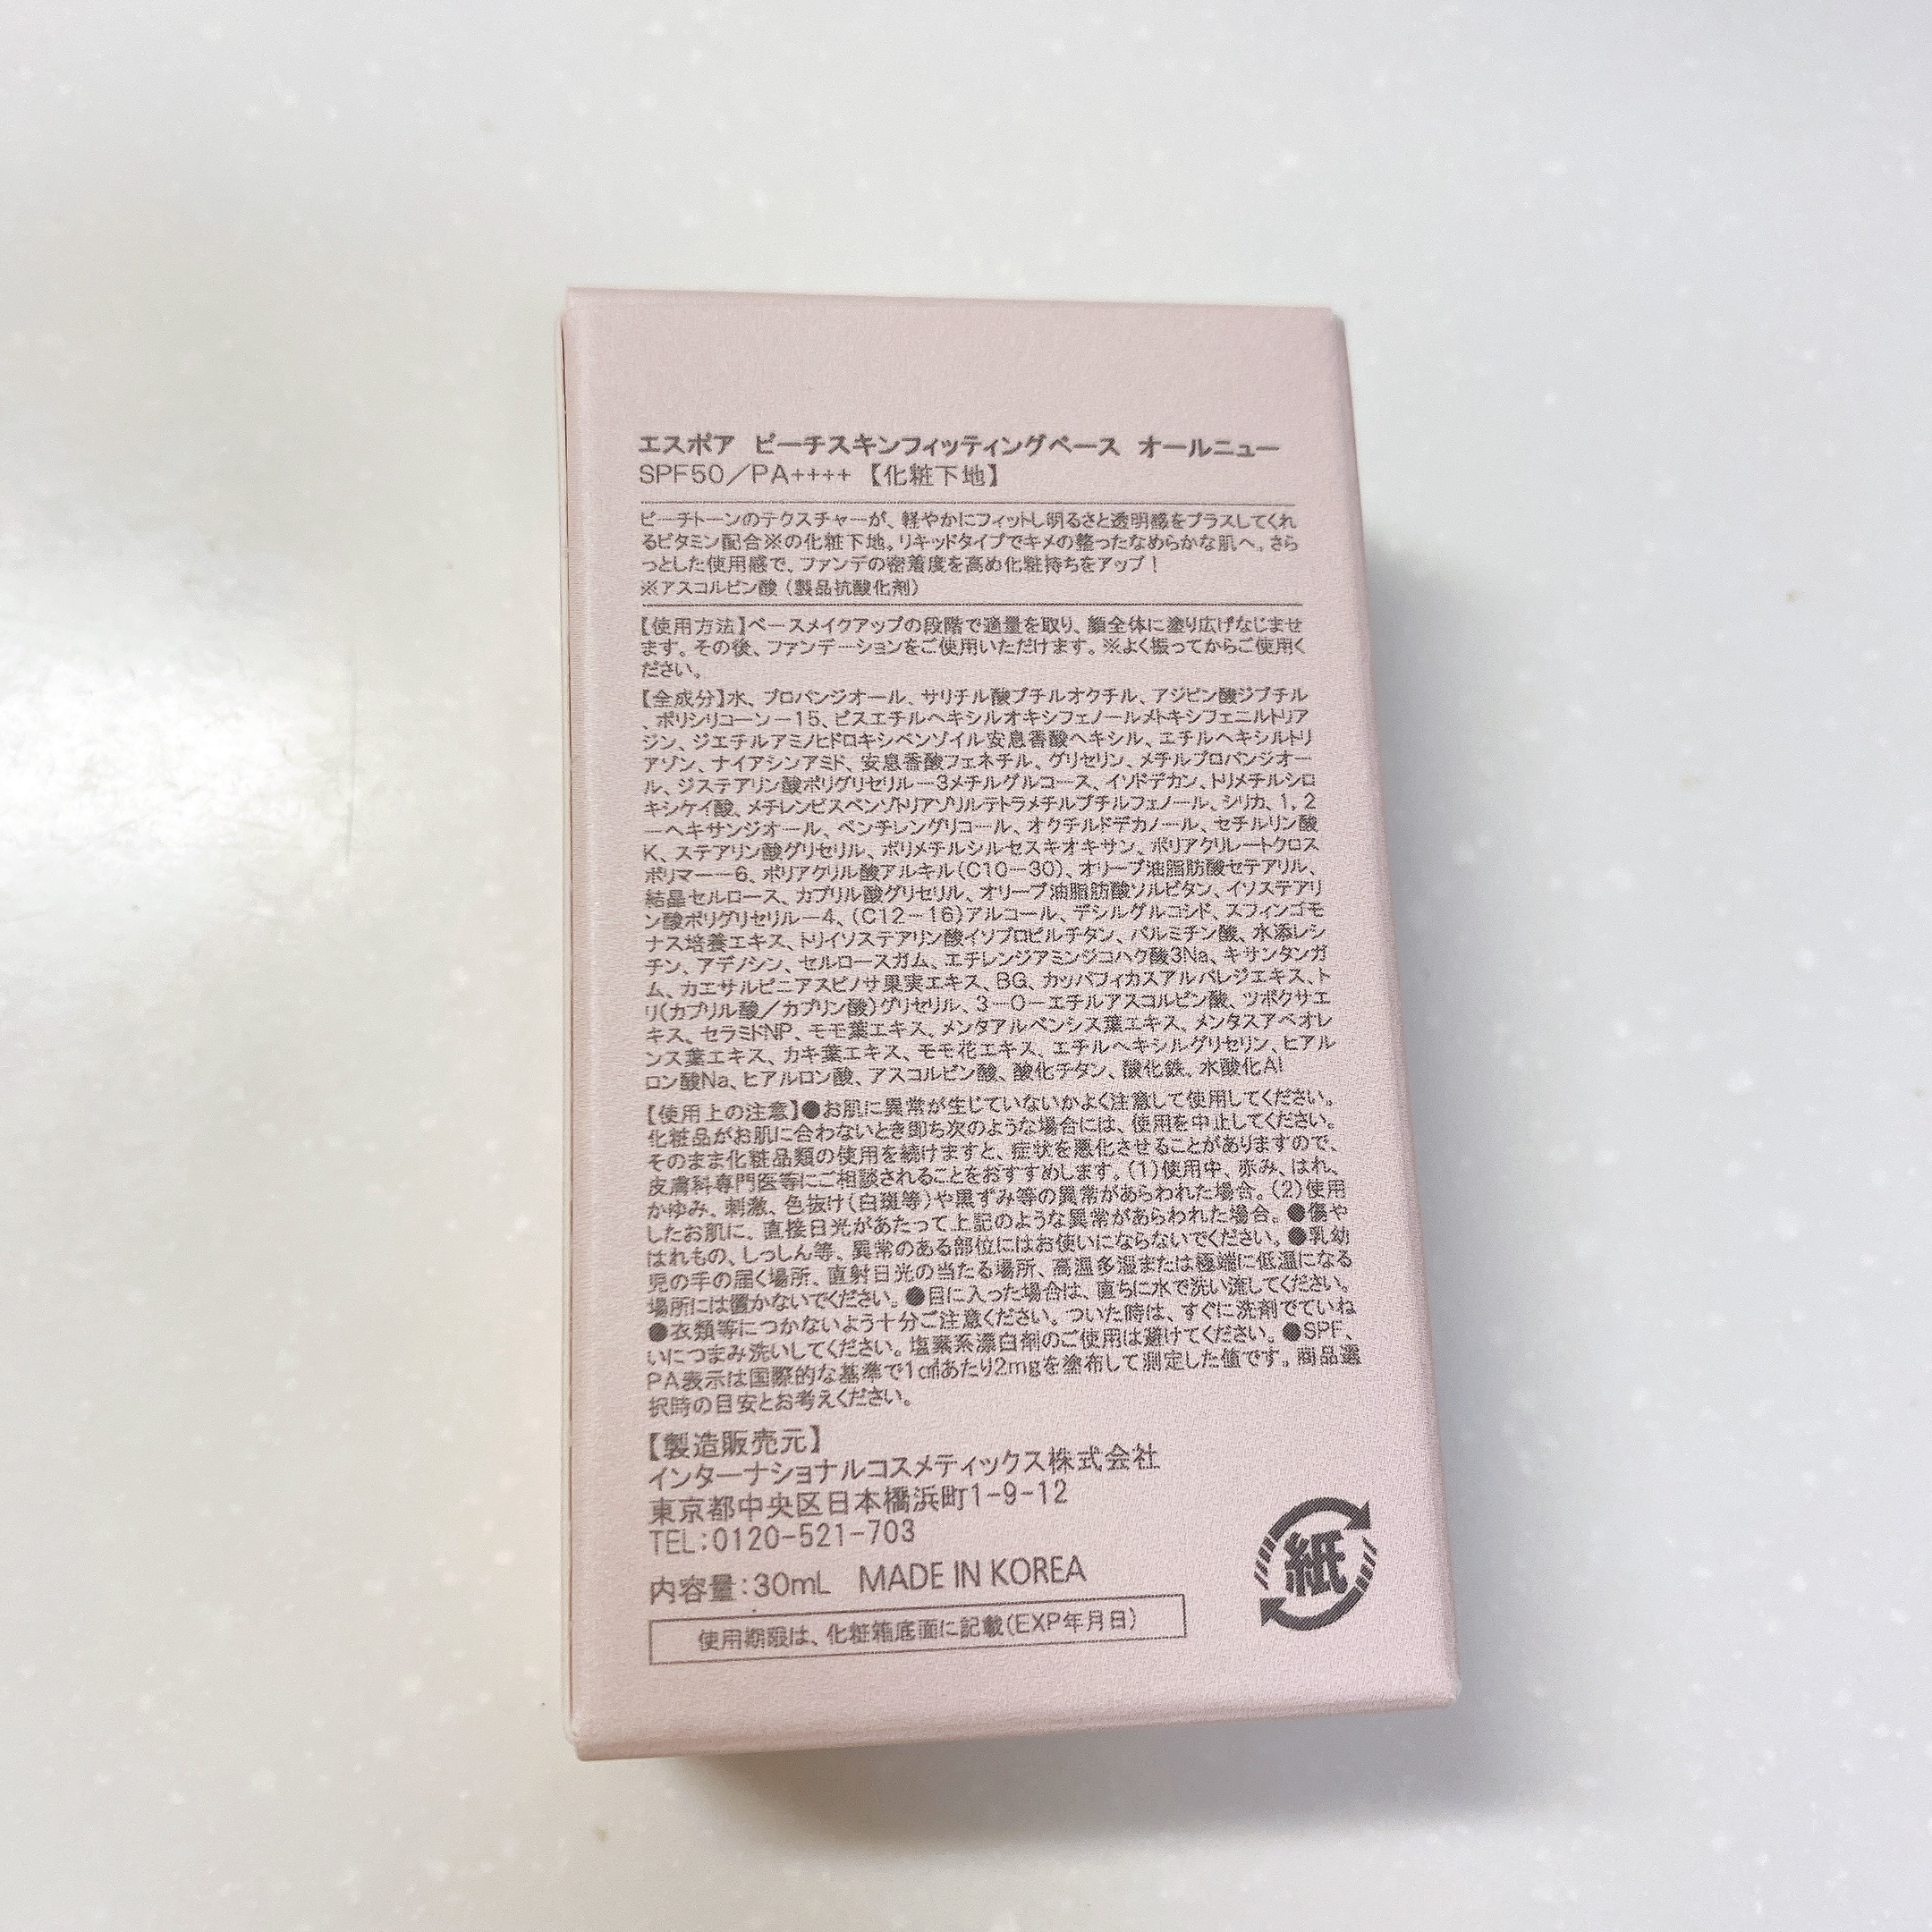 エスポア ピーチスキンフィッティングベース オールニュー
SPF50／PA++++【化粧下地】
ピーチトーンのテクスチャーが、軽やかにフィットし明るさと透明感をプラスしてくれ
るビタミン配合※の化粧下地。リキッドタイプでキメの整ったなめらかな肌へ。さら
っとした使用感で、ファンデの密着度を高め化粧持ちをアップ！
※アスコルビン酸（製品抗酸化剤）
【使用方法】ベースメイクアップの段階で適量を取り、顔全体に塗り広げなじませ
ます。その後、ファンデーションをご使用いただけます。※よく振ってからご使用く
ださい。
【全成分】水、プロパンジオール、サリチル酸ブチルオクチル、アジピン酸ジブチル
、ポリシリコーン－15、ビスエチルヘキシルオキシフェノールメトキシフェニルトリア
ジン、ジエチルアミノヒドロキシベンゾイル安息香酸ヘキシル、エチルヘキシルトリ
アゾン、ナイアシンアミド、安息香酸フェネチル、グリセリン、メチルプロパンジオー
ル、ジステアリン酸ポリグリセリル－3メチルグルコース、イソドデカン、トリメチルシロ
キシケイ酸、メチレンビスベンゾトリアゾリルテトラメチルブチルフェノール、シリカ、1，2
－ヘキサンジオール、ペンチレングリコール、オクチルドデカノール、セチルリン酸
K、ステアリン酸グリセリル、ポリメチルシルセスキオキサン、ポリアクリレートクロス
ポリマー－6、ポリアクリル酸アルキル（C10－30）、オリーブ油脂肪酸セテアリル、
結晶セルロース、カプリル酸グリセリル、オリーブ油脂肪酸ソルビタン、イソステアリ
ン酸ポリグリセリル－4、（C12－16）アルコール、デシルグルコシド、スフィンゴモ
ナス培養エキス、トリイソステアリン酸イソプロピルチタン、パルミチン酸、水添レシ
チン、アデノシン、セルロースガム、エチレンジアミンジコハク酸3Na、キサンタンガ
ム、カエサルピニアスピノサ果実エキス、BG、カッパフィカスアルバレジエキス、ト
リ（カプリル酸／カプリン酸）グリセリル、3－O－エチルアスコルビン酸、ツボクサエ
キス、セラミドNP、モモ葉エキス、メンタアルベンシス葉エキス、メンタスアベオレ
ンス葉エキス、カキ葉エキス、モモ花エキス、エチルヘキシルグリセリン、ヒアル
ロン酸Na、ヒアルロン酸、アスコルビン酸、酸化チタン、酸化鉄、水酸化Al
【使用上の注意】●お肌に異常が生じていないかよく注意して使用してください。
化粧品がお肌に合わないとき即ち次のような場合には、使用を中止してください。
そのまま化粧品類の使用を続けますと、症状を悪化させることがありますので、
皮膚科専門医等にご相談されることをおすすめします。（1）使用中、赤み、はれ、
かゆみ、刺激、色抜け（白斑等）や黒ずみ等の異常があらわれた場合。（2）使用
したお肌に、直接日光があたって上記のような異常があらわれた場合。●傷や
はれもの、しっしん等、異常のある部位にはお使いにならないでください。●乳幼
児の手の届く場所、直射日光の当たる場所、高温多湿または極端に低温になる
場所には置かないでください。●目に入った場合は、直ちに水で洗い流してください。
●衣類等につかないよう十分ご注意ください。ついた時は、すぐに洗剤でていね
いにつまみ洗いしてください。塩素系漂白剤のご使用は避けてください。●SPF、
PA表示は国際的な基準で1c㎡あたり2mgを塗布して測定した値です。商品選
択時の目安とお考えください。
【製造販売元】
インターナショナルコスメティックス株式会社
東京都中央区日本橋浜町1-9-12
TEL：0120-521-703
内容量：30mL MADE IN KOREA
使用期限は、化粧箱底面に記載（EXP年月日）
紙